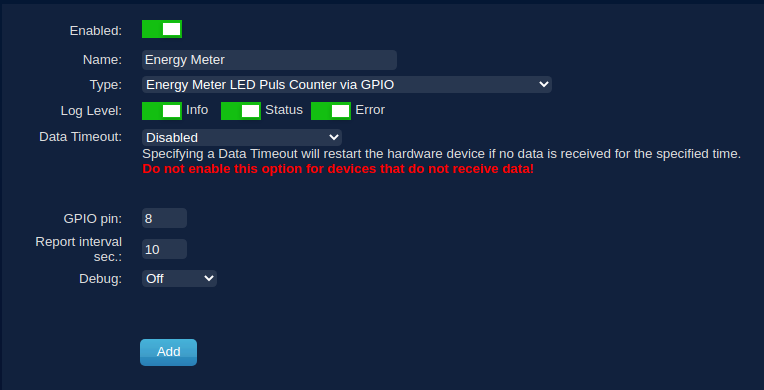 Enabled:
Name: Energy Meter
Type: Energy Meter LED Puls Counter via GPIO
Log Level: Info Status Error
Data Timeout: Disabled
Specifying a Data Timeout will restart the hardware device if no data is received for the specified time.
Do not enable this option for devices that do not receive data!
GPIO pin: 8
Report interval
sec.: 10
Debug: Off
Add